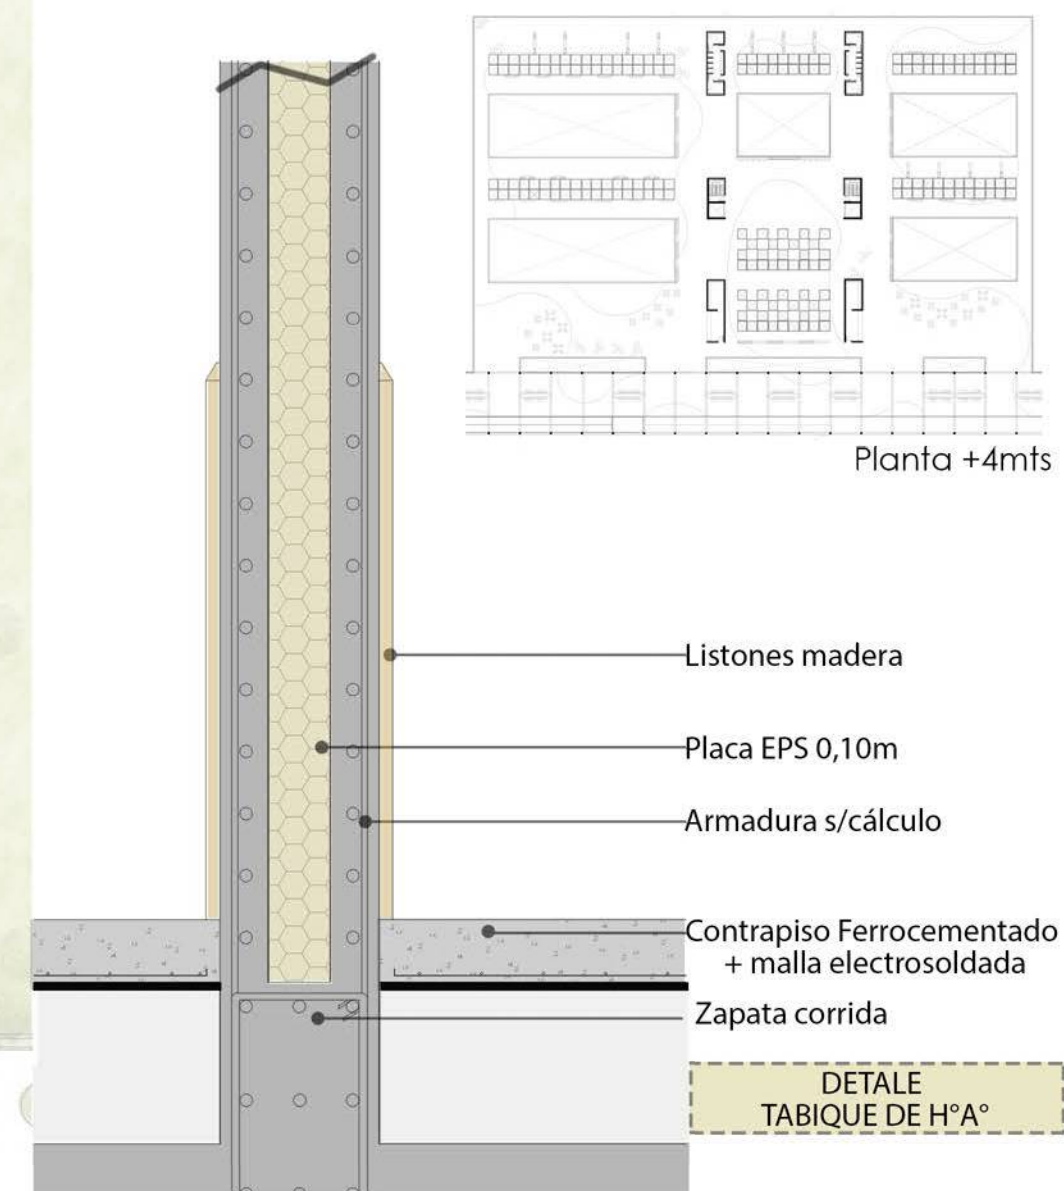 Planta +4mts
Listones madera
Placa EPS 0,10m
Armadura s/cálculo
Contrapiso Ferrocementado
+ malla electrosoldada
Zapata corrida
DETALE
TABIQUE DE H°A°